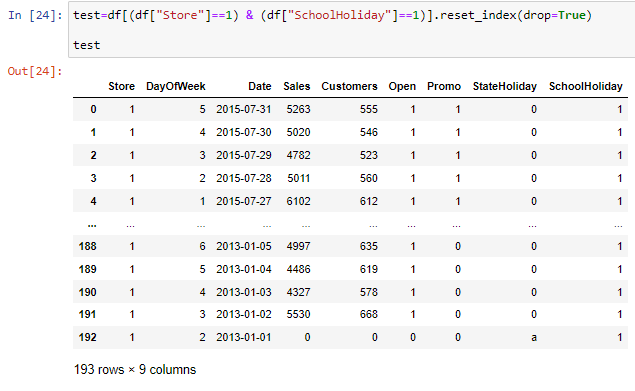 In [24]: test=df[(df["Store"]==1) & (df["SchoolHoliday"]==1)].reset_index(drop=True)
test
Out[24]:
Store DayOfWeek Date Sales Customers Open Promo StateHoliday SchoolHoliday
0 1 5 2015-07-31 5263 555 1 1 0 1
1 1 4 2015-07-30 5020 546 1 1 0 1
2 1 3 2015-07-29 4782 523 1 1 0 1
3 1 2 2015-07-28 5011 560 1 1 0 1
4 1 1 2015-07-27 6102 612 1 1 0 1
... ... ... ... ... ... ... ... ... ...
188 1 6 2013-01-05 4997 635 1 0 0 1
189 1 5 2013-01-04 4486 619 1 0 0 1
190 1 4 2013-01-03 4327 578 1 0 0 1
191 1 3 2013-01-02 5530 668 1 0 0 1
192 1 2 2013-01-01 0 0 0 0 a 1
193 rows × 9 columns